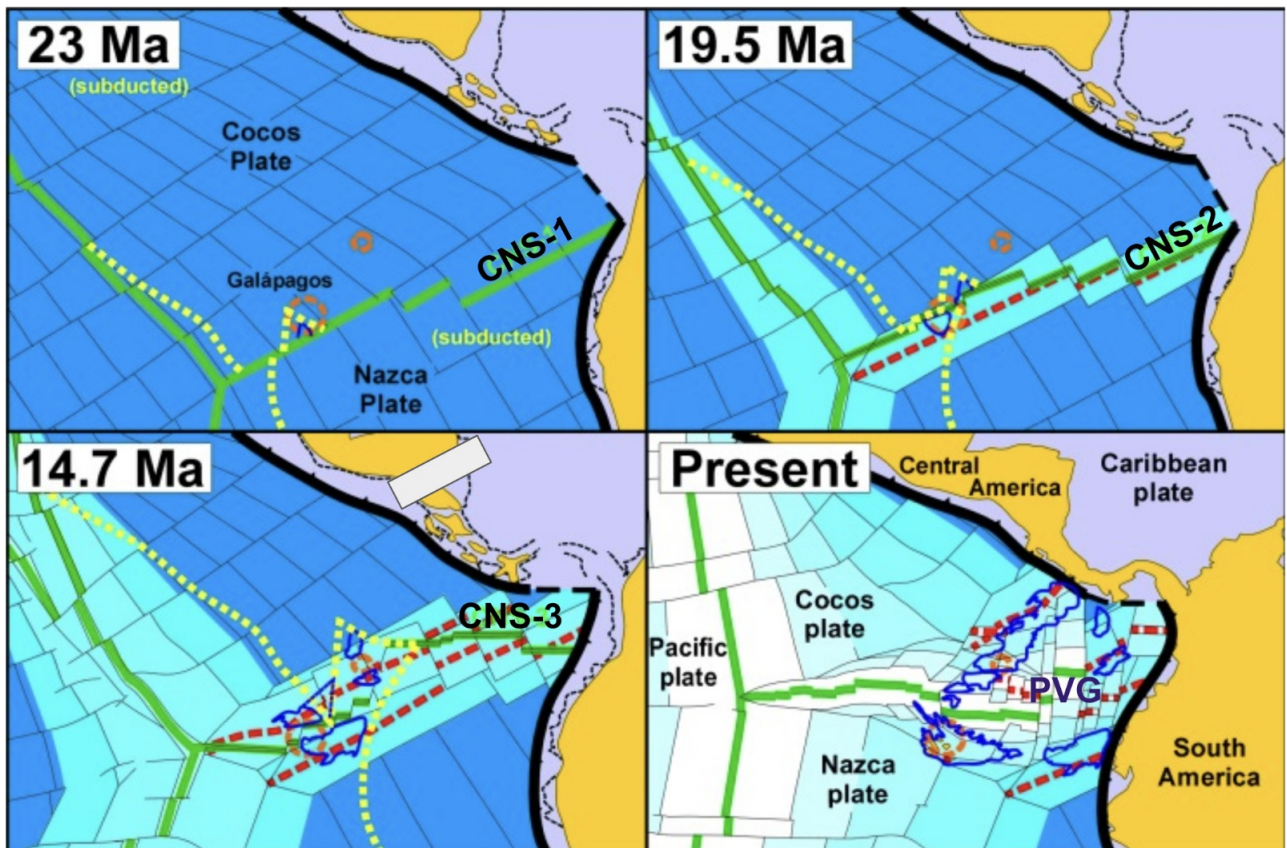 23 Ma
(subducted)
Cocos
Plate
CNS-1
Galápagos
(subducted)
Nazca
Plate
19.5 Ma
CNS-2
14.7 Ma
CNS-3
Present
Central
America
Caribbean
plate
Cocos
plate
Pacific
plate
PVG
Nazca
plate
South
America